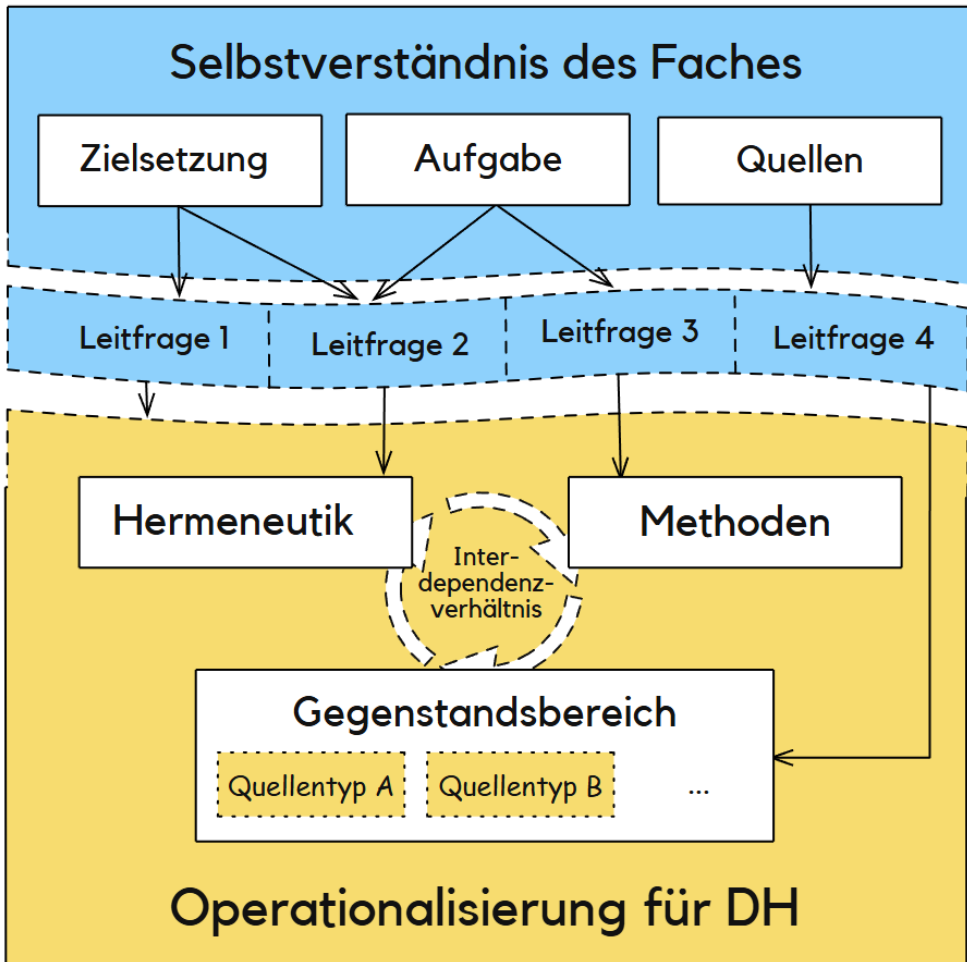 Selbstverständnis des Faches
Zielsetzung
Aufgabe
Quellen
Leitfrage 1
Leitfrage 2
Leitfrage 3
Leitfrage 4
Hermeneutik
Methoden
Inter-
dependenz-
verhältnis
Gegenstandsbereich
Quellentyp A
Quellentyp B
...
Operationalisierung für DH